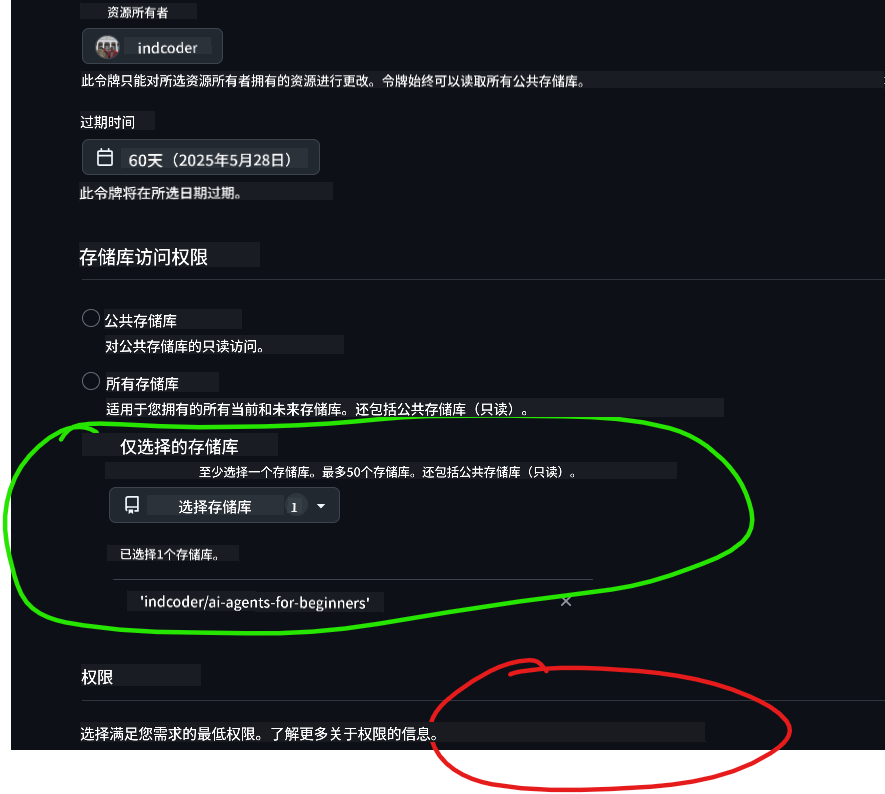 资源所有者
indcoder
此令牌只能对所选资源所有者拥有的资源进行更改。令牌始终可以读取所有公共存储库。
过期时间
60天（2025年5月28日）
此令牌将在所选日期过期。
存储库访问权限
公共存储库
对公共存储库的只读访问。
所有存储库
适用于您拥有的所有当前和未来存储库。还包括公共存储库（只读）。
仅选择的存储库
至少选择一个存储库。最多50个存储库。还包括公共存储库（只读）。
选择存储库 1
已选择1个存储库。
'indcoder/ai-agents-for-beginners'
权限
选择满足您需求的最低权限。了解更多关于权限的信息。